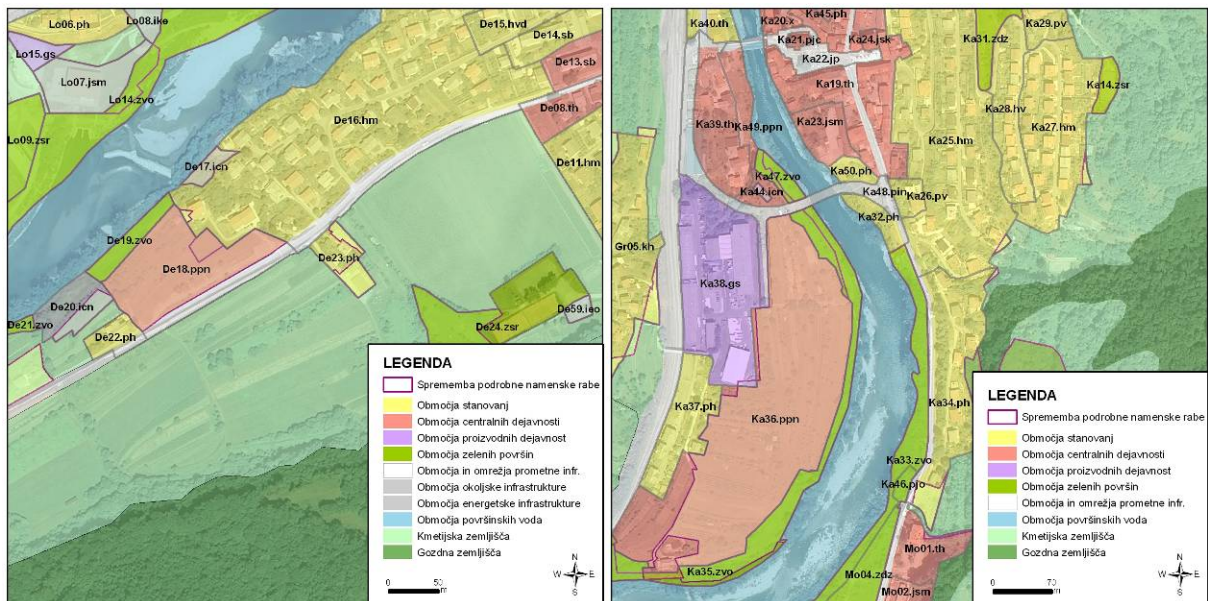 Lo06.ph
Lo08.ike
Lo15.gs
Lo07.jsm
Lo14.zvo
Lo09.zsr
De15.hvd
De14.sb
De13.sb
De08.th
De16.hm
De11.hm
De17.icn
De19.zvo
De18.ppn
De23.ph
De20.icn
De21.zvo
De22.ph
De24.zsr
De59.ieo
LEGENDA
Sprememba podrobne namenske rabe
Območja stanovanj
Območja centralnih dejavnosti
Območja proizvodnih dejavnost
Območja zelenih površin
Območja in omrežja prometne infr.
Območja okoljske infrastrukture
Območja energetske infrastrukture
Območja površinskih voda
Kmetijska zemljišča
Gozdna zemljišča
0 50
m
N
W E
S
Ka40.th
Ka20.x
Ka45.ph
Ka21.pjc
Ka24.jsk
Ka22.jp
Ka31.zdz
Ka29.pv
Ka14.zsr
Ka19.th
Ka28.hv
Ka39.th
Ka49.ppn
Ka23.jsm
Ka25.hm
Ka27.hm
Ka47.zvo
Ka50.ph
Ka44.icn
Ka48.pin
Ka26.pv
Ka32.ph
Gr05.kh
Ka38.gs
Ka37.ph
Ka36.ppn
Ka34.ph
Ka33.zvo
Ka46.pjo
Ka35.zvo
Mo01.th
Mo04.zdz
Mo02.jsm
LEGENDA
Sprememba podrobne namenske rabe
Območja stanovanj
Območja centralnih dejavnosti
Območja proizvodnih dejavnost
Območja zelenih površin
Območja in omrežja prometne infr.
Območja površinskih voda
Kmetijska zemljišča
Gozdna zemljišča
0 70
m
N
W E
S